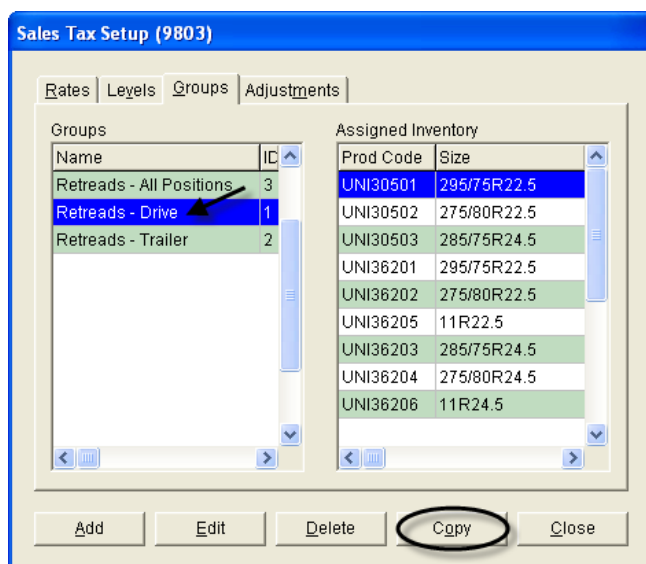 Sales Tax Setup (9803)
Rates Levels Groups Adjustments
Groups
Name ID
Retreads - All Positions 3
Retreads - Drive 1
Retreads - Trailer 2
Assigned Inventory
Prod Code Size
UNI30501 295/75R22.5
UNI30502 275/80R22.5
UNI30503 285/75R24.5
UNI36201 295/75R22.5
UNI36202 275/80R22.5
UNI36205 11R22.5
UNI36203 285/75R24.5
UNI36204 275/80R24.5
UNI36206 11R24.5
Add Edit Delete Copy Close